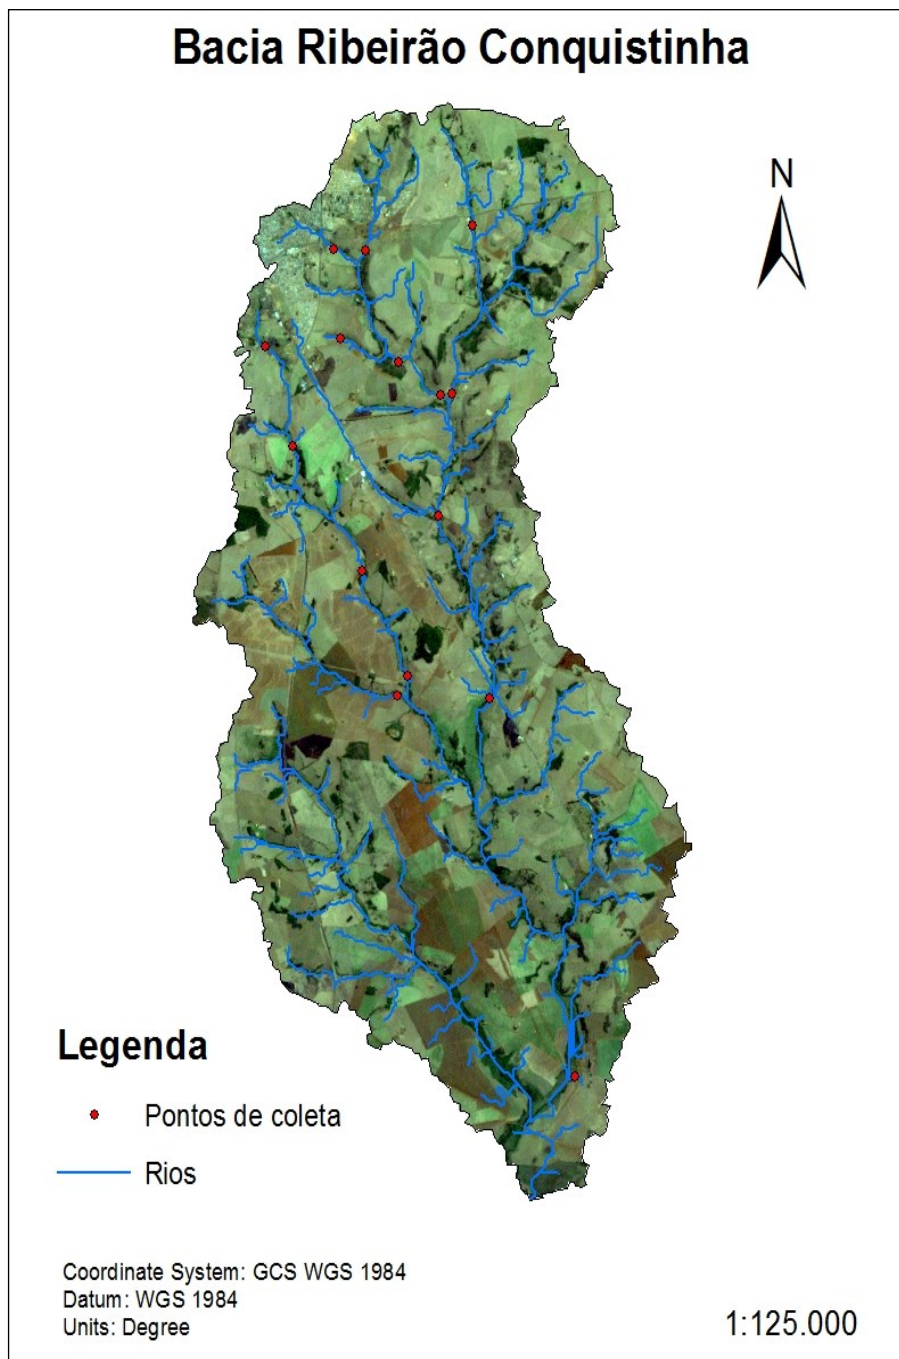 Bacia Ribeirão Conquistinha
N
Legenda
Pontos de coleta
Rios
Coordinate System: GCS WGS 1984
Datum: WGS 1984
Units: Degree
1:125.000